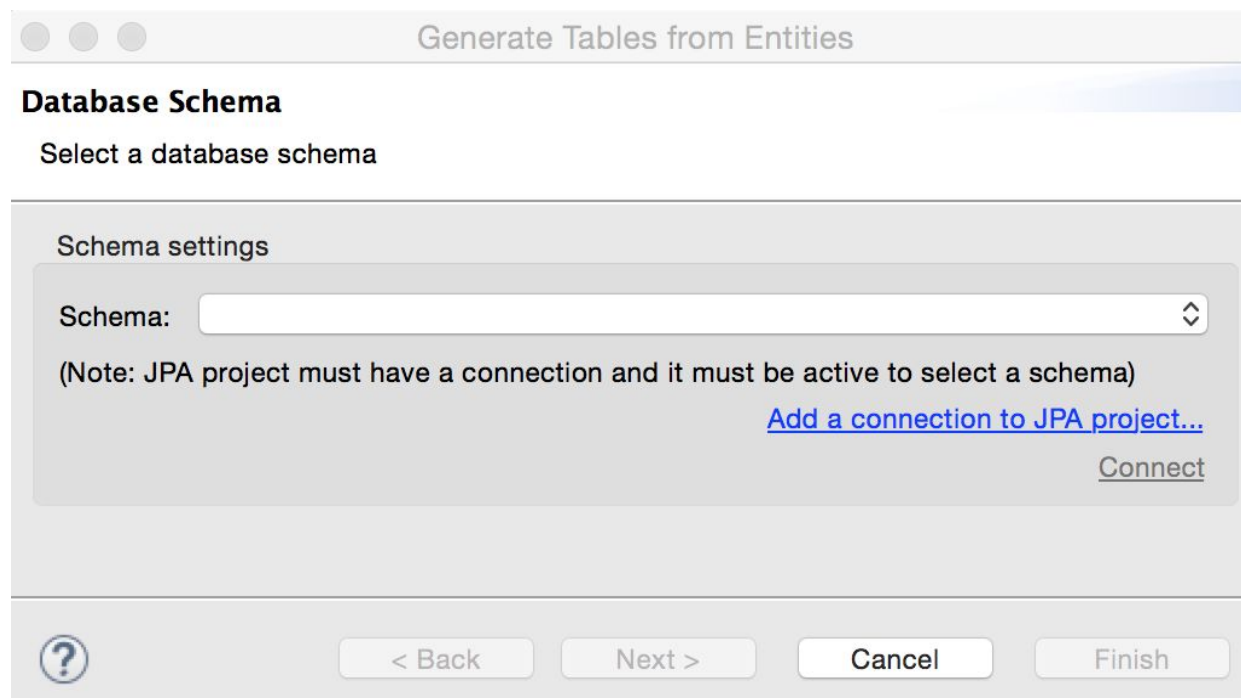 Generate Tables from Entities
Database Schema
Select a database schema
Schema settings
Schema:
(Note: JPA project must have a connection and it must be active to select a schema)
Add a connection to JPA project...
Connect
?
< Back
Next >
Cancel
Finish